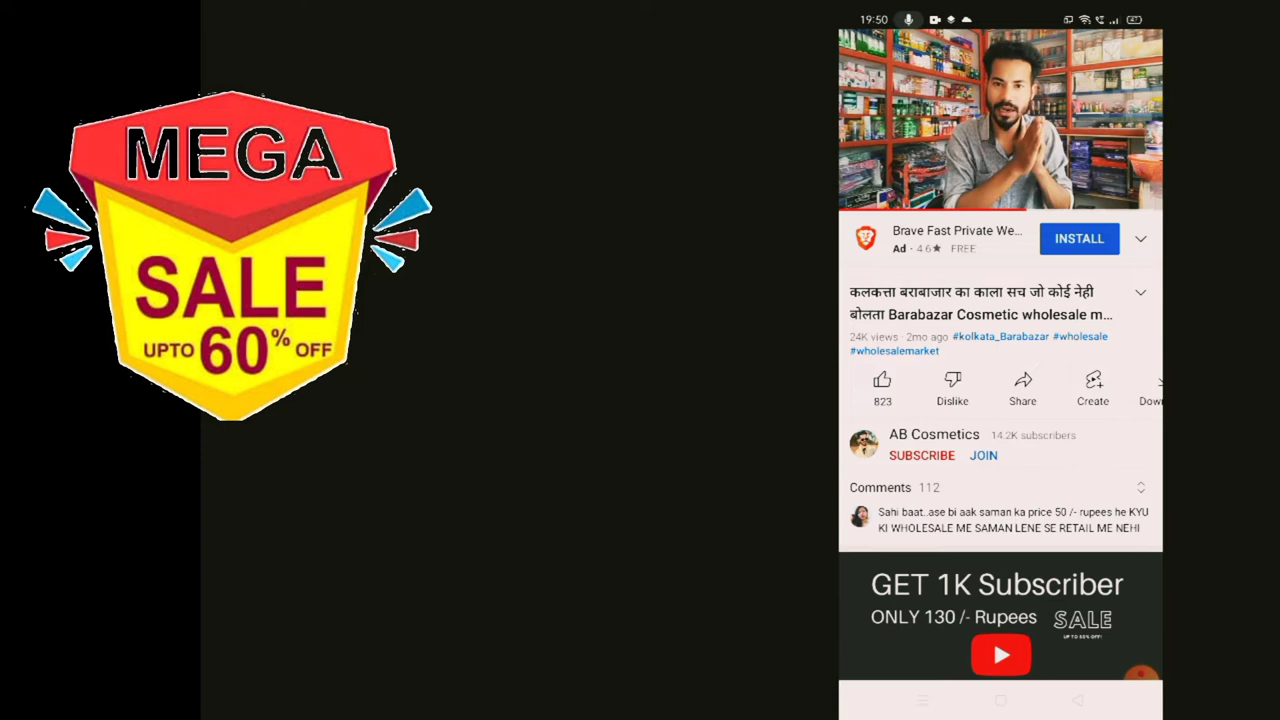 MEGA
SALE
UPTO 60% OFF
19:50
47
Brave Fast Private We...
Ad · 4.6★ FREE
INSTALL
कलकत्ता बराबाजार का काला सच जो कोई नेही
बोलता Barabazar Cosmetic wholesale m...
24K views · 2mo ago #kolkata_Barabazar #wholesale
#wholesalemarket
823
Dislike
Share
Create
Down
AB Cosmetics 14.2K subscribers
SUBSCRIBE JOIN
Comments 112
Sahi baat..ase bi aak saman ka price 50 /- rupees he KYU
KI WHOLESALE ME SAMAN LENE SE RETAIL ME NEHI
GET 1K Subscriber
ONLY 130 /- Rupees
SALE